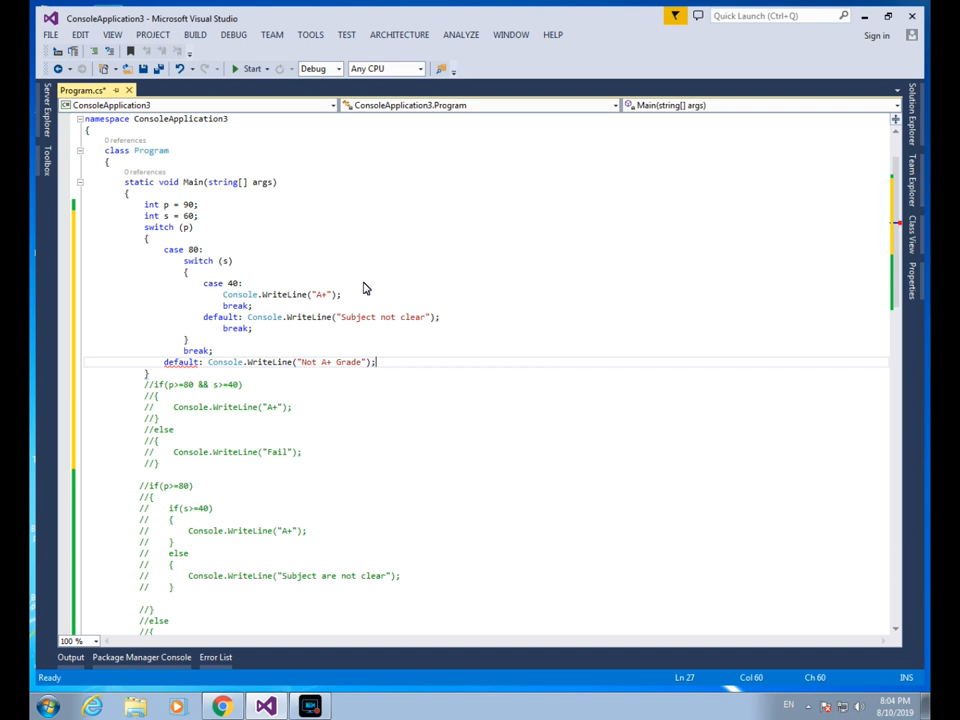 ConsoleApplication3 - Microsoft Visual Studio
Quick Launch (Ctrl+Q)
FILE EDIT VIEW PROJECT BUILD DEBUG TEAM TOOLS TEST ARCHITECTURE ANALYZE WINDOW HELP
Sign in
Start Debug Any CPU
Program.cs*
ConsoleApplication3 ConsoleApplication3.Program Main(string[] args)
Server Explorer
Toolbox
Solution Explorer
Team Explorer
Class View
Properties
namespace ConsoleApplication3
{
0 references
class Program
{
0 references
static void Main(string[] args)
{
int p = 90;
int s = 60;
switch (p)
{
case 80:
switch (s)
{
case 40:
Console.WriteLine("A+");
break;
default: Console.WriteLine("Subject not clear");
break;
}
break;
default: Console.WriteLine("Not A+ Grade");
}
//if(p>=80 && s>=40)
//{
// Console.WriteLine("A+");
//}
//else
//{
// Console.WriteLine("Fail");
//}
//if(p>=80)
//{
// if(s>=40)
// {
// Console.WriteLine("A+");
// }
// else
// {
// Console.WriteLine("Subject are not clear");
// }
//}
//else
//{
100 %
Output Package Manager Console Error List
Ready Ln 27 Col 60 Ch 60 INS
EN
8:04 PM
8/10/2019